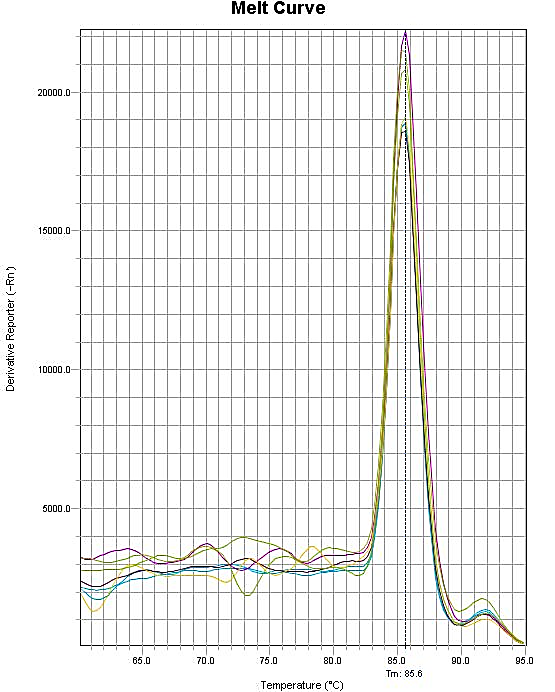 Melt Curve
Derivative Reporter (-Rn')
20000.0
15000.0
10000.0
5000.0
65.0 70.0 75.0 80.0 85.0 90.0 95.0
Tm: 85.6
Temperature (°C)